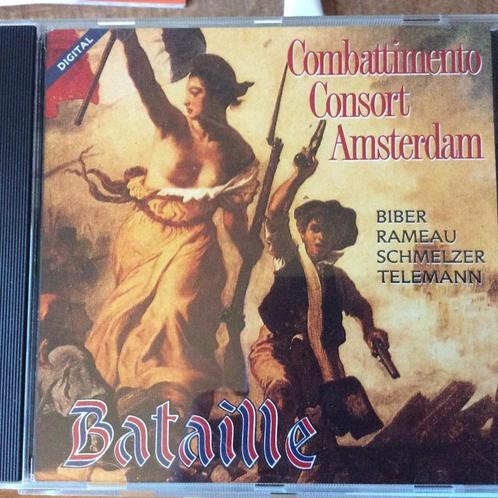 DIGITAL
Combattimento
Consort
Amsterdam
BIBER
RAMEAU
SCHMELZER
TELEMANN
Bataille